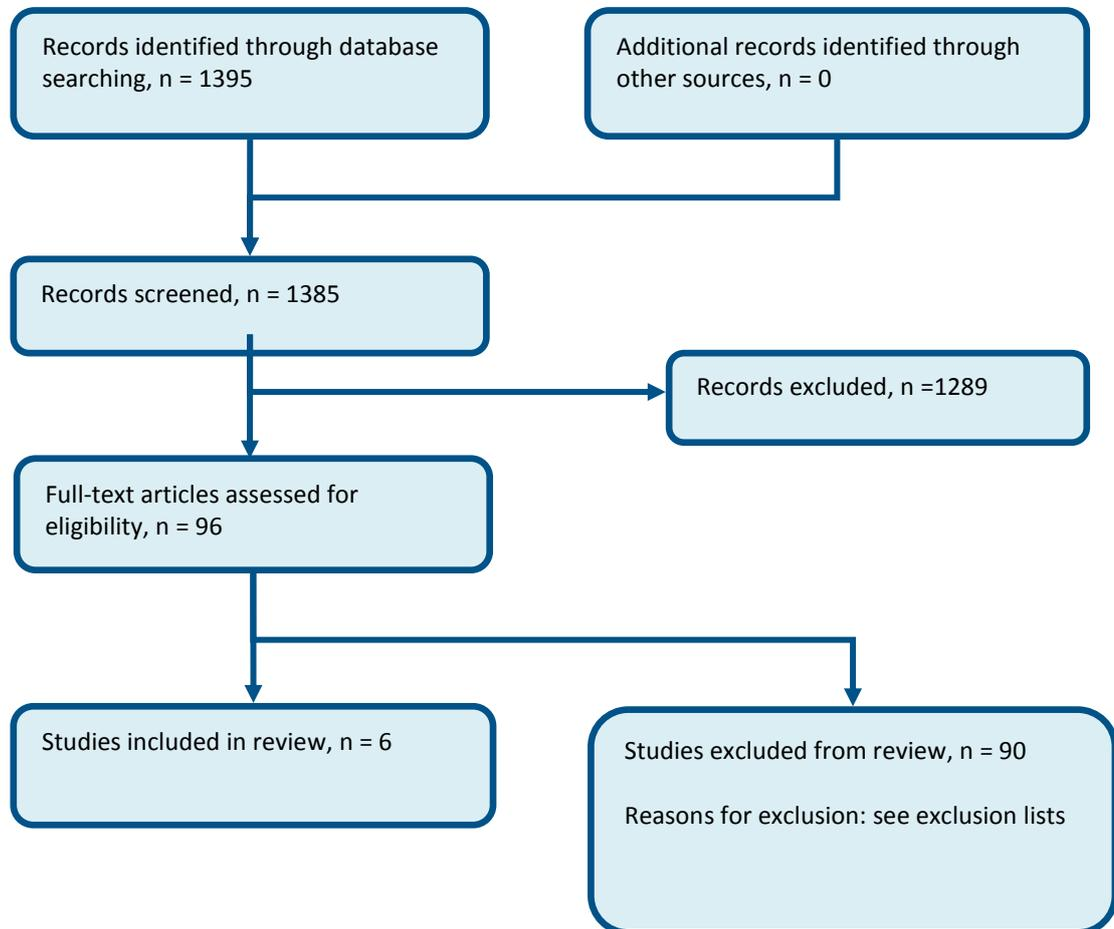 Records identified through database
searching, n = 1395
Additional records identified through
other sources, n = 0
Records screened, n = 1385
Records excluded, n =1289
Full-text articles assessed for
eligibility, n = 96
Studies included in review, n = 6
Studies excluded from review, n = 90
Reasons for exclusion: see exclusion lists